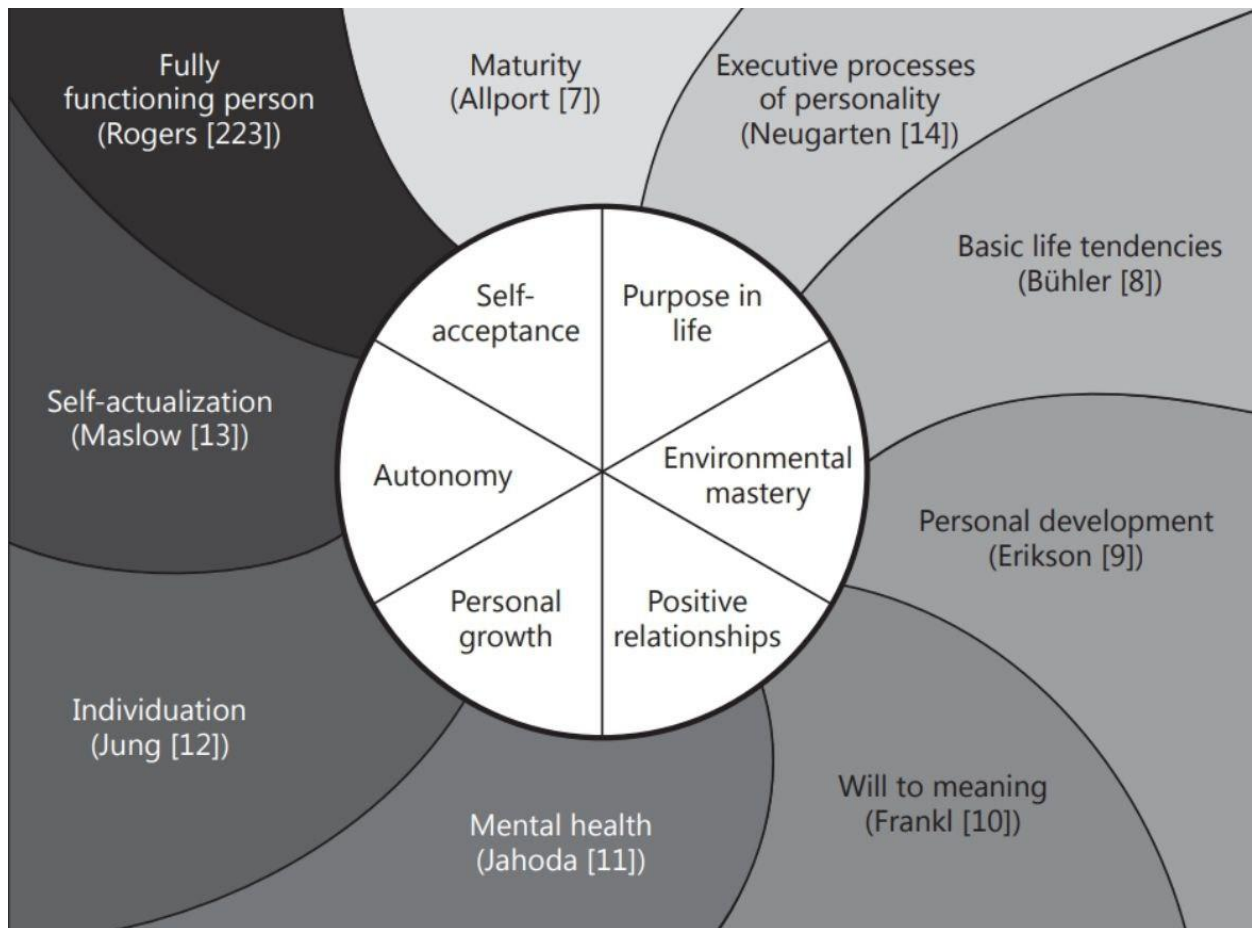 Fully
functioning person
(Rogers [223])
Maturity
(Allport [7])
Executive processes
of personality
(Neugarten [14])
Basic life tendencies
(Bühler [8])
Personal development
(Erikson [9])
Will to meaning
(Frankl [10])
Mental health
(Jahoda [11])
Individuation
(Jung [12])
Self-actualization
(Maslow [13])
Self-
acceptance
Purpose in
life
Environmental
mastery
Positive
relationships
Personal
growth
Autonomy